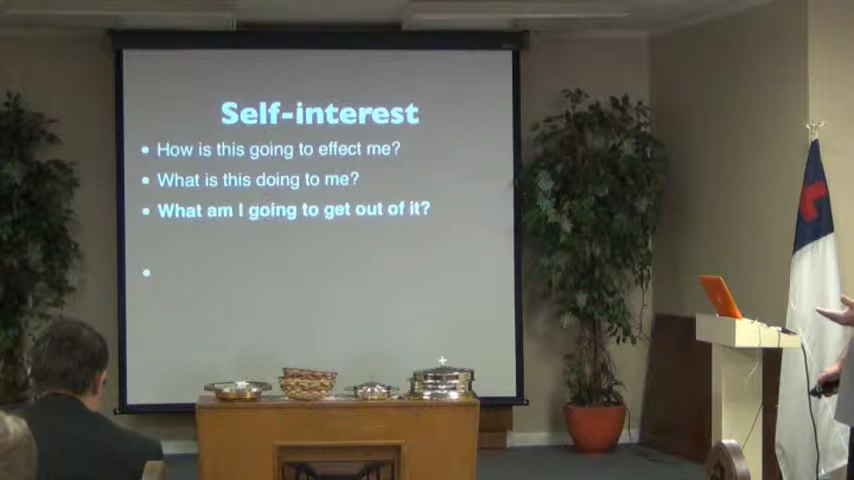 Self-interest
• How is this going to effect me?
• What is this doing to me?
• What am I going to get out of it?
•